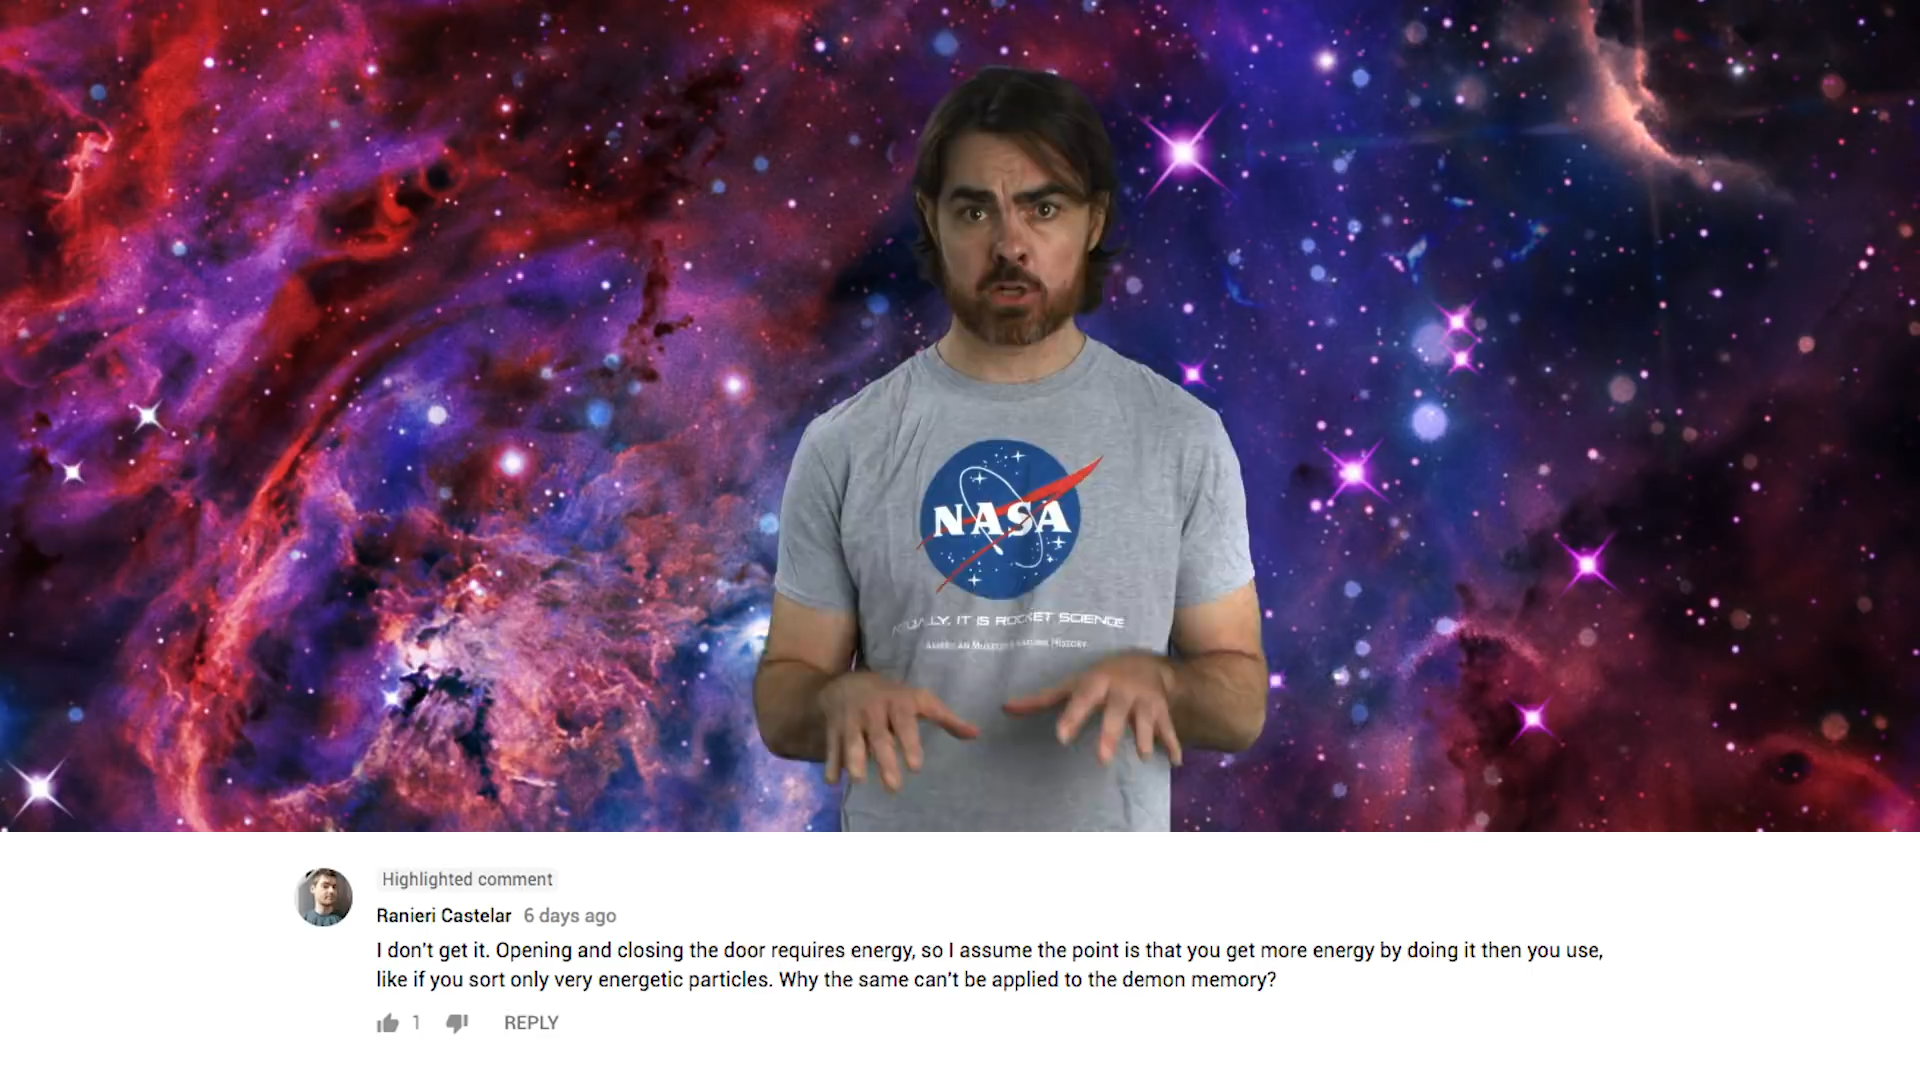 NASA
IT IS ROCKET SCIENCE
Highlighted comment
Ranieri Castelar 6 days ago
I don't get it. Opening and closing the door requires energy, so I assume the point is that you get more energy by doing it then you use,
like if you sort only very energetic particles. Why the same can't be applied to the demon memory?
1 REPLY